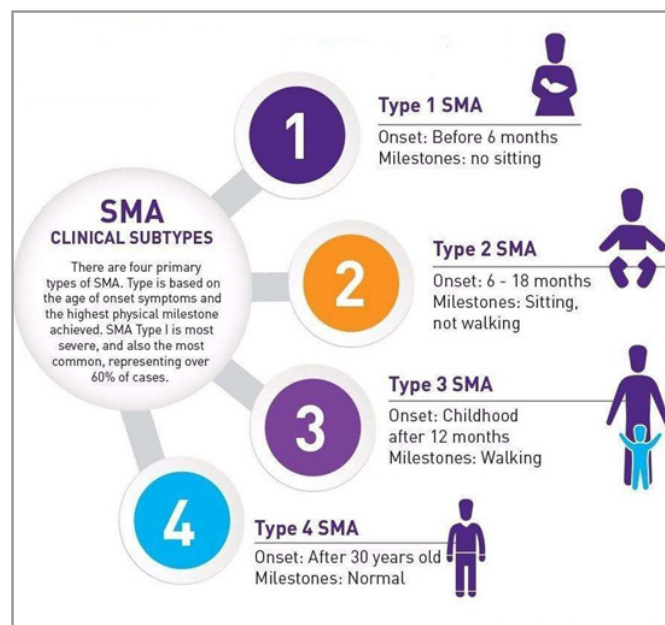 SMA
CLINICAL SUBTYPES
There are four primary
types of SMA. Type is based on
the age of onset symptoms and
the highest physical milestone
achieved. SMA Type I is most
severe, and also the most
common, representing over
60% of cases.
1
Type 1 SMA
Onset: Before 6 months
Milestones: no sitting
2
Type 2 SMA
Onset: 6 - 18 months
Milestones: Sitting,
not walking
3
Type 3 SMA
Onset: Childhood
after 12 months
Milestones: Walking
4
Type 4 SMA
Onset: After 30 years old
Milestones: Normal